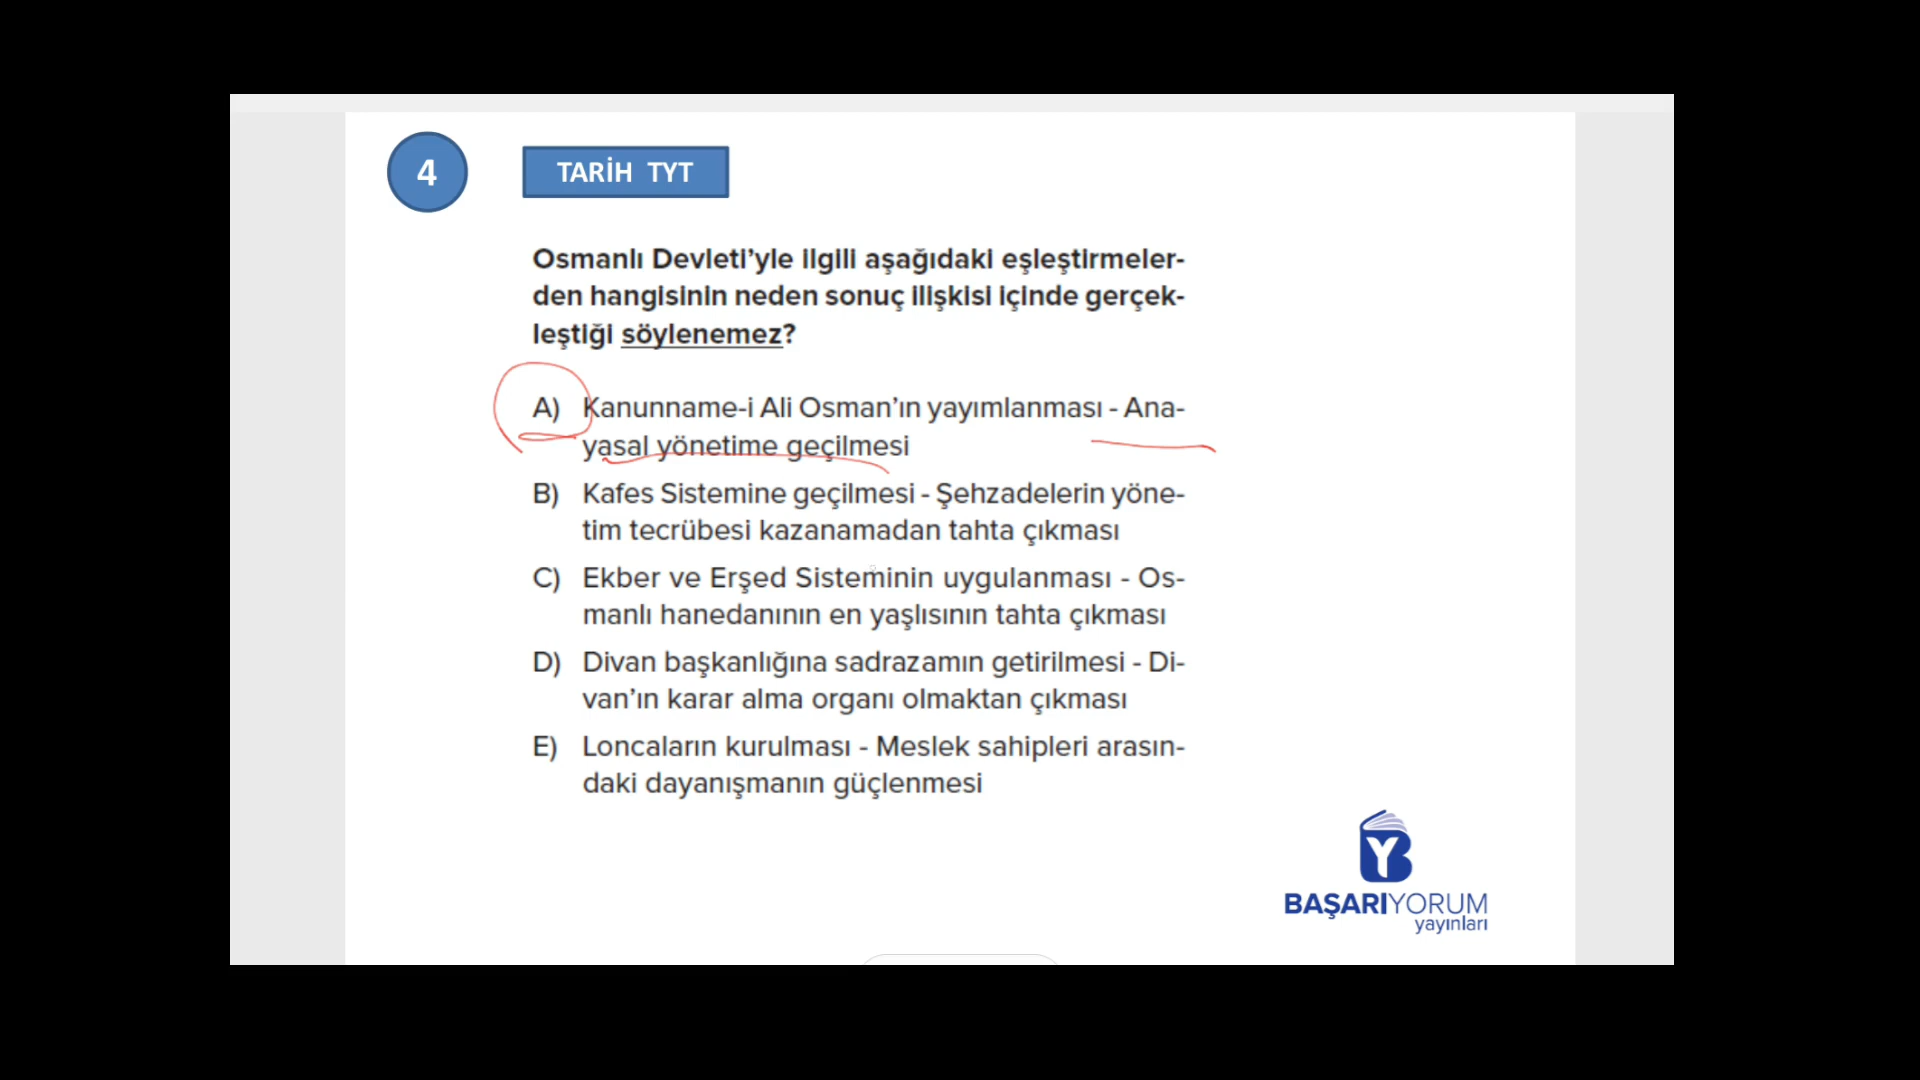 4
TARİH TYT
Osmanlı Devleti’yle ilgili aşağıdaki eşleştirmeler-
den hangisinin neden sonuç ilişkisi içinde gerçek-
leştiği söylenemez?
A) Kanunname-i Ali Osman’ın yayımlanması - Ana-
yasal yönetime geçilmesi
B) Kafes Sistemine geçilmesi - Şehzadelerin yöne-
tim tecrübesi kazanamadan tahta çıkması
C) Ekber ve Erşed Sisteminin uygulanması - Os-
manlı hanedanının en yaşlısının tahta çıkması
D) Divan başkanlığına sadrazamın getirilmesi - Di-
van’ın karar alma organı olmaktan çıkması
E) Loncaların kurulması - Meslek sahipleri arasın-
daki dayanışmanın güçlenmesi
BY
BAŞARIYORUM
yayınları